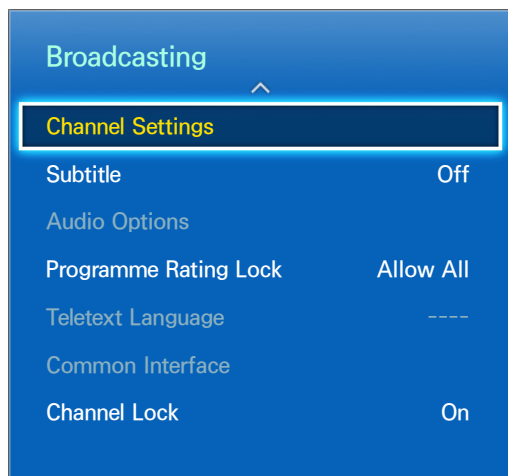 Broadcasting
Channel Settings
Subtitle Off
Audio Options
Programme Rating Lock Allow All
Teletext Language ----
Common Interface
Channel Lock On